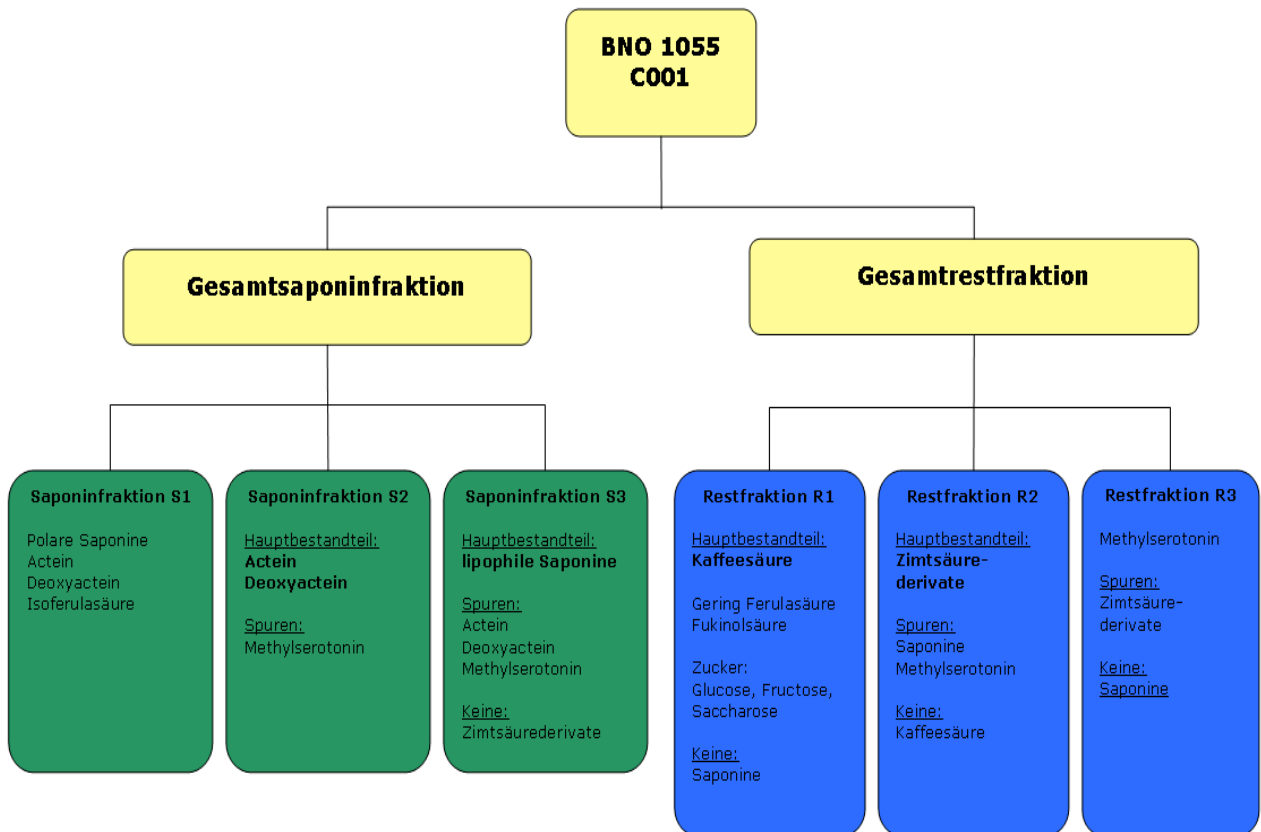 BNO 1055
C001
Gesamtsaponinfraktion
Gesamtrestfraktion
Saponinfraktion S1
Polare Saponine
Actein
Deoxyactein
Isoferulasäure
Saponinfraktion S2
Hauptbestandteil:
Actein
Deoxyactein
Spuren:
Methylserotonin
Saponinfraktion S3
Hauptbestandteil:
lipophile Saponine
Spuren:
Actein
Deoxyactein
Methylserotonin
Keine:
Zimtsäurederivate
Restfraktion R1
Hauptbestandteil:
Kaffeesäure
Gering Ferulasäure
Fukinolsäure
Zucker:
Glucose, Fructose,
Saccharose
Keine:
Saponine
Restfraktion R2
Hauptbestandteil:
Zimtsäure-
derivate
Spuren:
Saponine
Methylserotonin
Keine:
Kaffeesäure
Restfraktion R3
Methylserotonin
Spuren:
Zimtsäure-
derivate
Keine:
Saponine